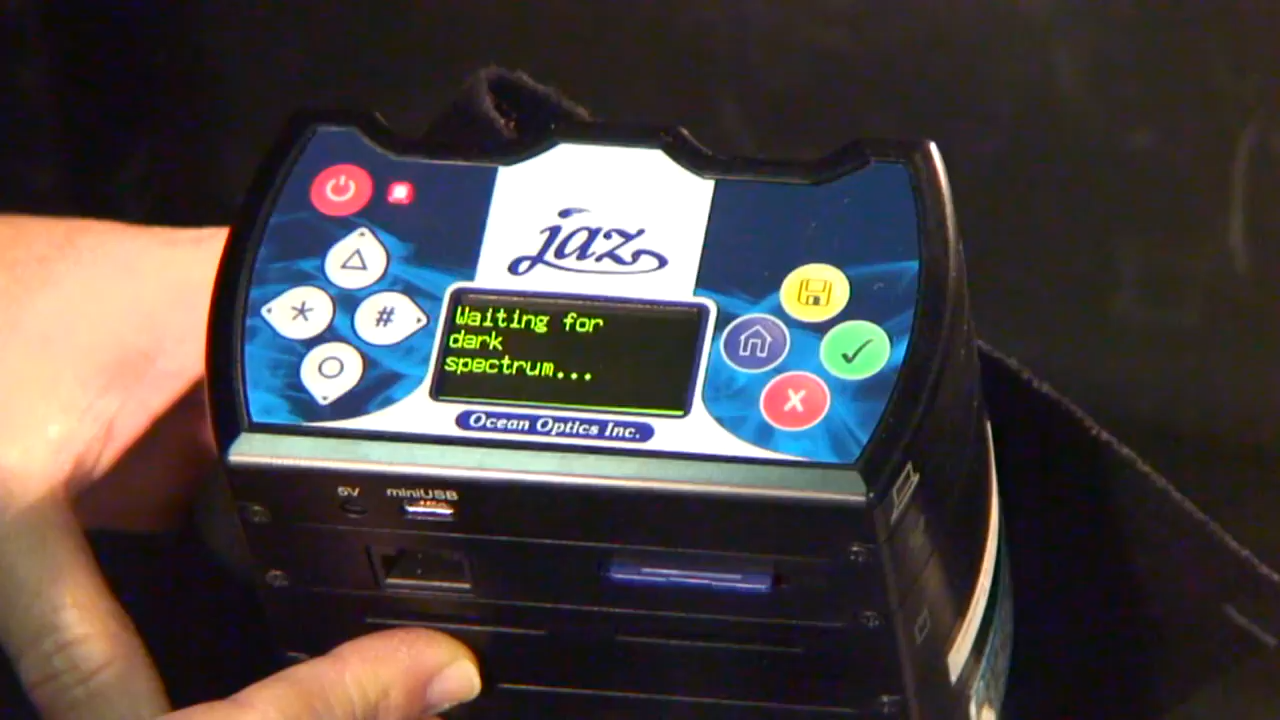 jaz
Waiting for
dark
spectrum...
Ocean Optics Inc.
5V
miniUSB